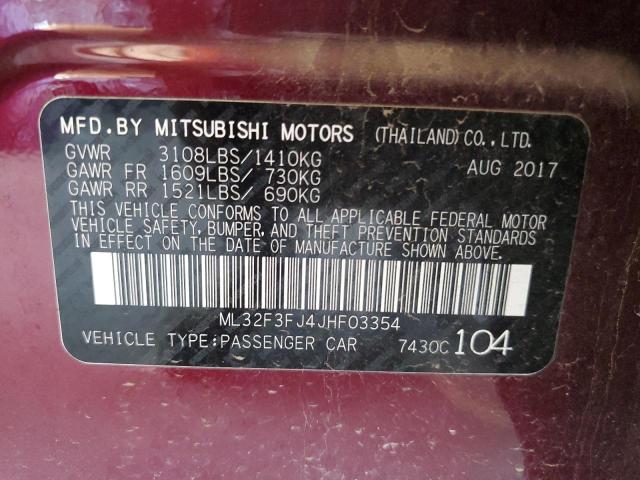 MFD.BY MITSUBISHI MOTORS (THAILAND)CO.,LTD.
GVWR 3108LBS/1410KG AUG 2017
GAWR FR 1609LBS/ 730KG
GAWR RR 1521LBS/ 690KG
THIS VEHICLE CONFORMS TO ALL APPLICABLE FEDERAL MOTOR
VEHICLE SAFETY, BUMPER, AND THEFT PREVENTION STANDARDS
IN EFFECT ON THE DATE OF MANUFACTURE SHOWN ABOVE.
ML32F3FJ4JHF03354
VEHICLE TYPE:PASSENGER CAR 7430C 104